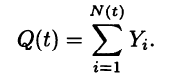 Q(t) = \sum_{i=1}^{N(t)} Y_i.